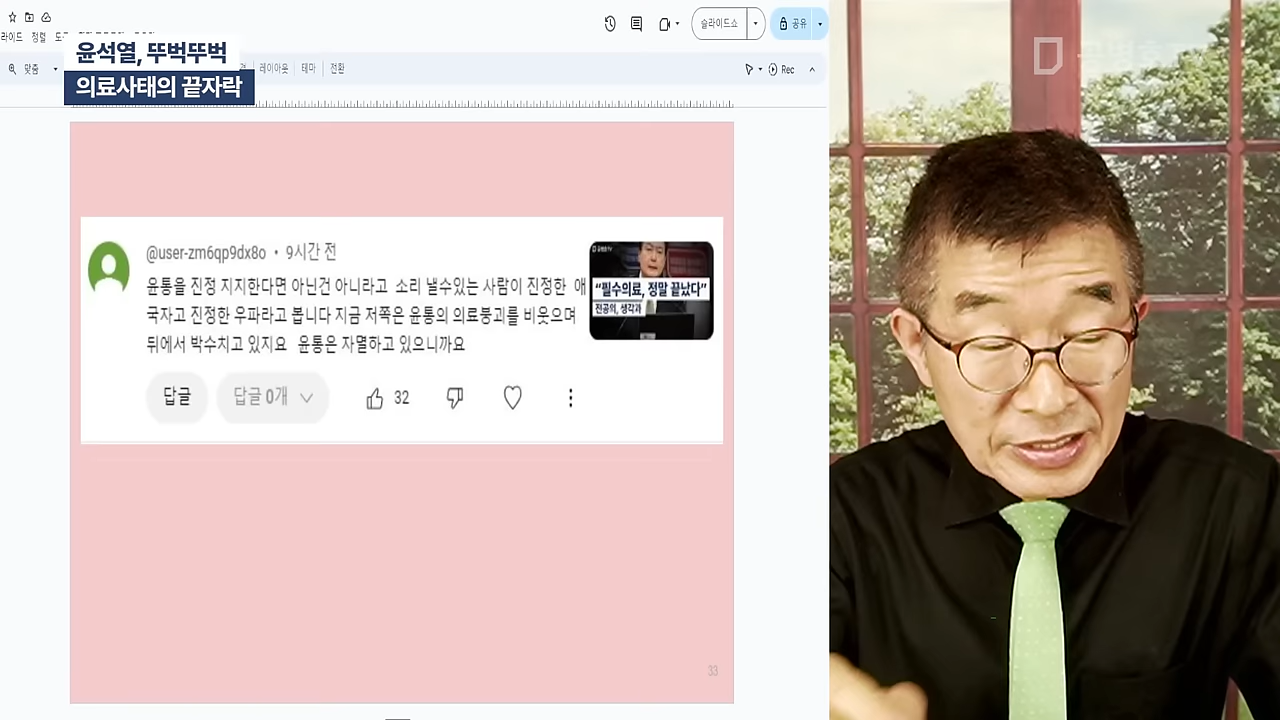 윤석열, 뚜벅뚜벅
의료사태의 끝자락
슬라이드쇼
공유
라이드 정렬
맞춤
레이아웃
테마
전환
Rec
@user-zm6qp9dx8o • 9시간 전
윤통을 진정 지지한다면 아닌건 아니라고 소리 낼수있는 사람이 진정한 애
국자고 진정한 우파라고 봅니다 지금 저쪽은 윤통의 의료붕괴를 비웃으며
뒤에서 박수치고 있지요 윤통은 자멸하고 있으니까요
“필수의료, 정말 끝났다”
전공의, 생각과
답글
답글 0개
32
33